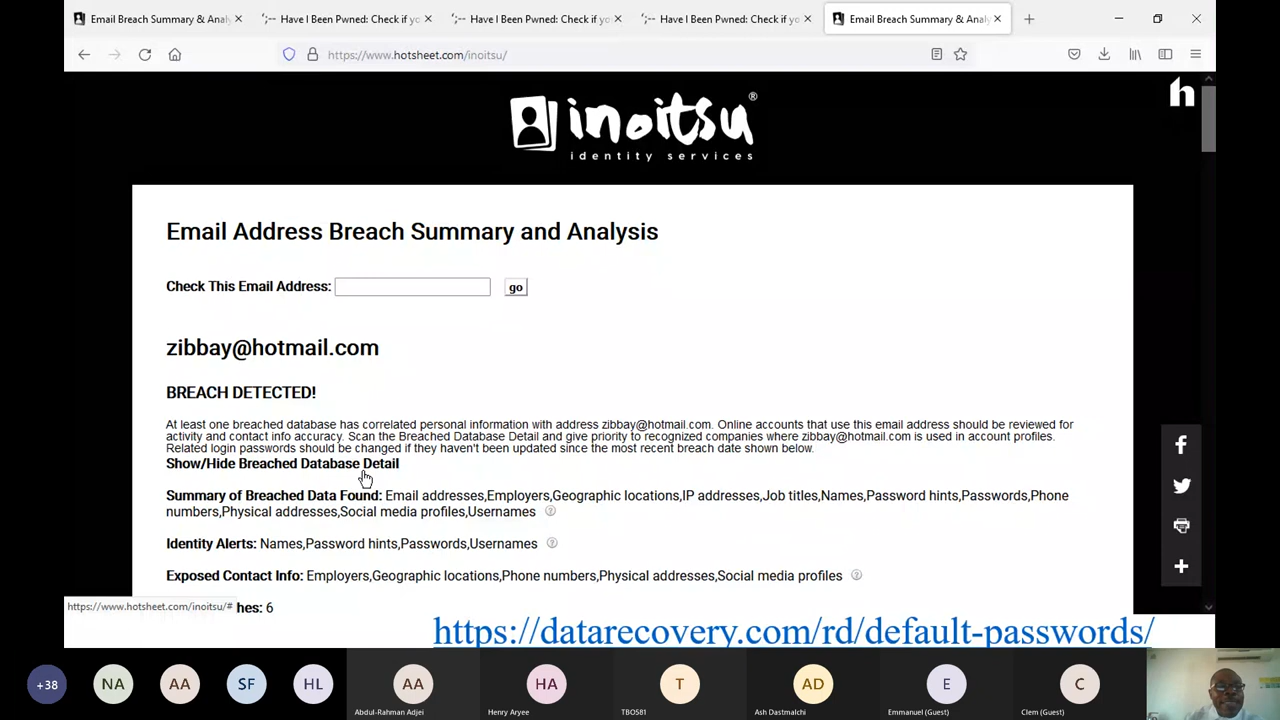 Email Breach Summary & Analy
Have I Been Pwned: Check if yo
Have I Been Pwned: Check if yo
Have I Been Pwned: Check if yo
Email Breach Summary & Analy
https://www.hotsheet.com/inoitsu/
h
inoitsu®
identity services
Email Address Breach Summary and Analysis
Check This Email Address:
go
zibbay@hotmail.com
BREACH DETECTED!
At least one breached database has correlated personal information with address zibbay@hotmail.com. Online accounts that use this email address should be reviewed for
activity and contact info accuracy. Scan the Breached Database Detail and give priority to recognized companies where zibbay@hotmail.com is used in account profiles.
Related login passwords should be changed if they haven't been updated since the most recent breach date shown below.
Show/Hide Breached Database Detail
Summary of Breached Data Found: Email addresses,Employers,Geographic locations,IP addresses,Job titles,Names,Password hints,Passwords,Phone
numbers,Physical addresses,Social media profiles,Usernames ?
Identity Alerts: Names,Password hints,Passwords,Usernames ?
Exposed Contact Info: Employers,Geographic locations,Phone numbers,Physical addresses,Social media profiles ?
https://www.hotsheet.com/inoitsu/# hes: 6
https://datarecovery.com/rd/default-passwords/
+38 NA AA SF HL AA HA T AD E C
Abdul-Rahman Adjei Henry Aryee TBO581 Ash Dastmalchi Emmanuel (Guest) Clem (Guest)